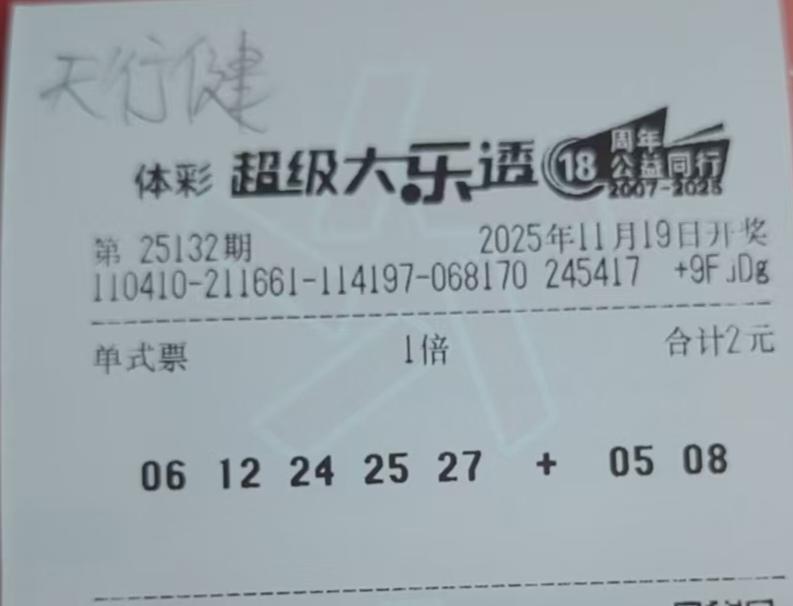 天行健
体彩 超级大乐透 18 周年
公益同行
2007-2025
第 25132期 2025年11月19日开奖
110410-211661-114197-068170 245417 +9FjDg
单式票 1倍 合计2元
06 12 24 25 27 + 05 08